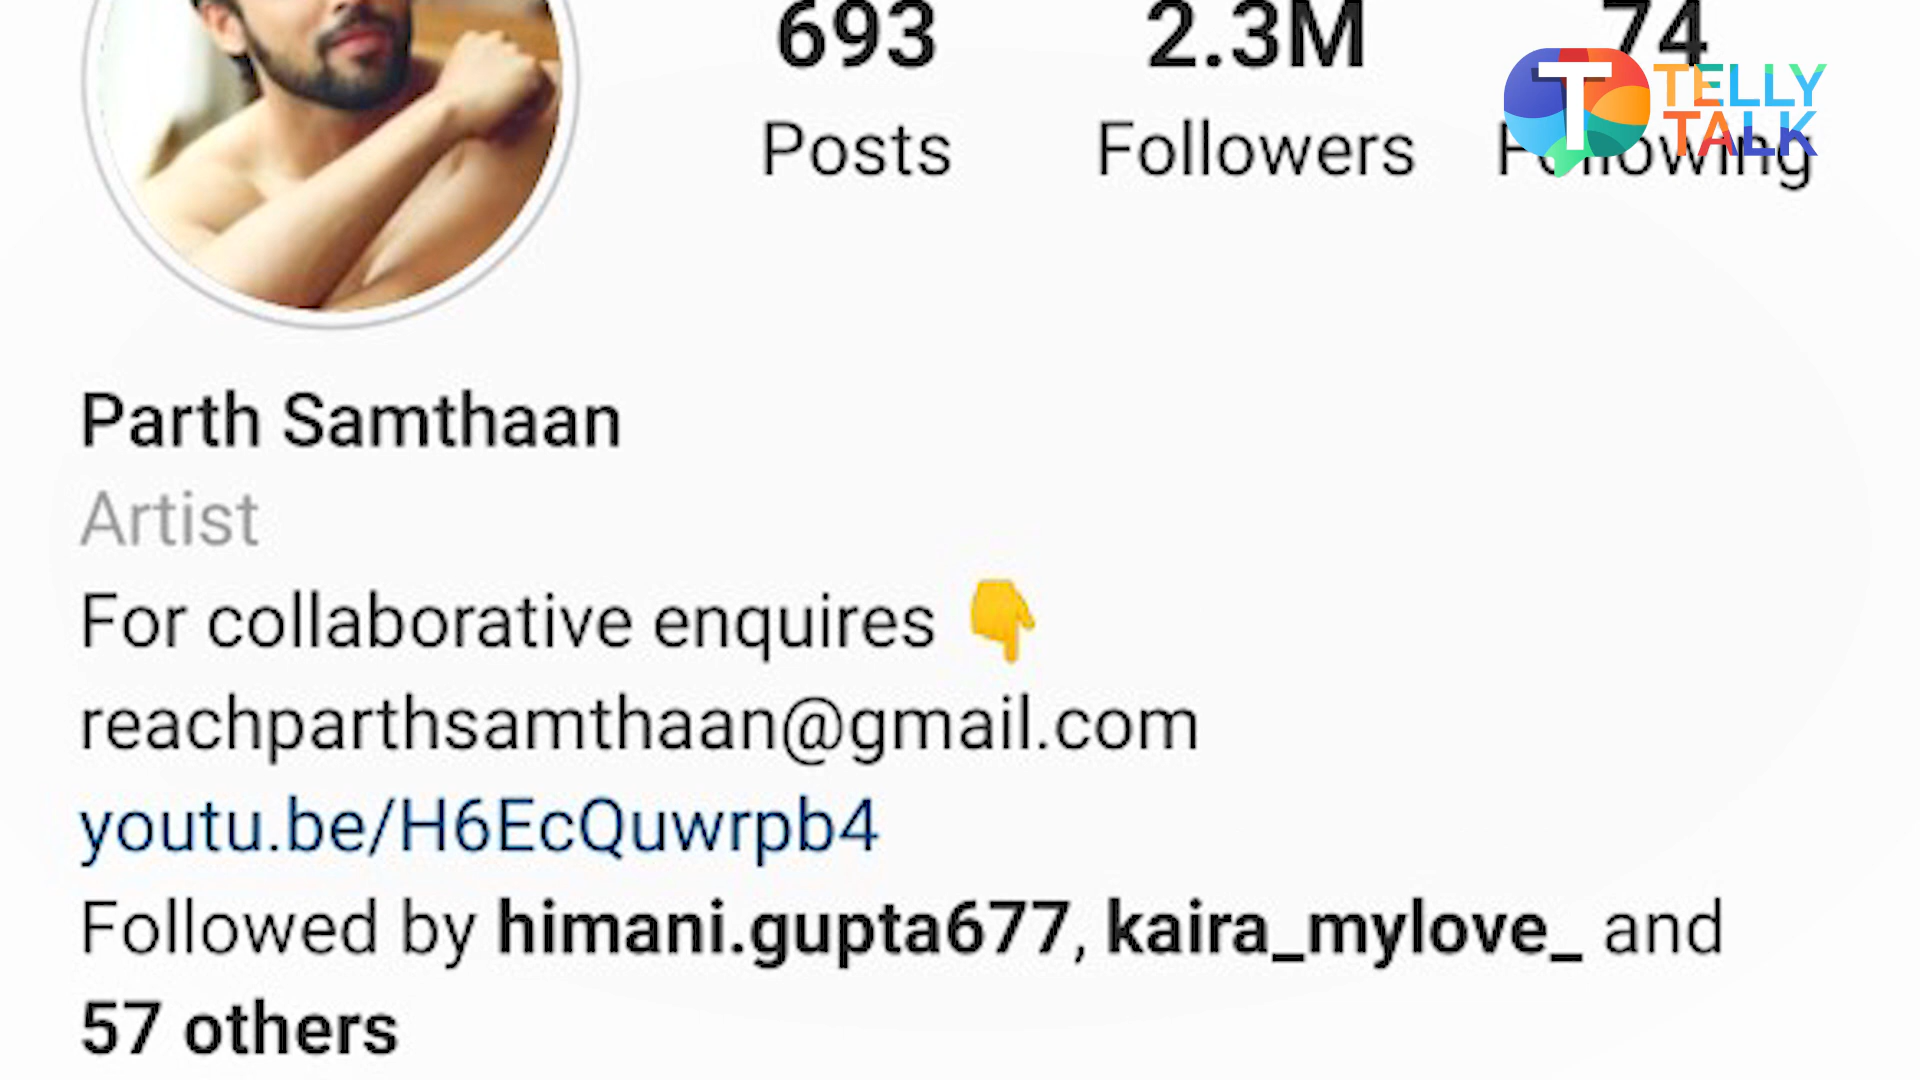 693 2.3M 74
Posts Followers Following
T TELLY
TALK
Parth Samthaan
Artist
For collaborative enquires 👇
reachparthsamthaan@gmail.com
youtu.be/H6EcQuwrpb4
Followed by himani.gupta677, kaira_mylove_ and
57 others